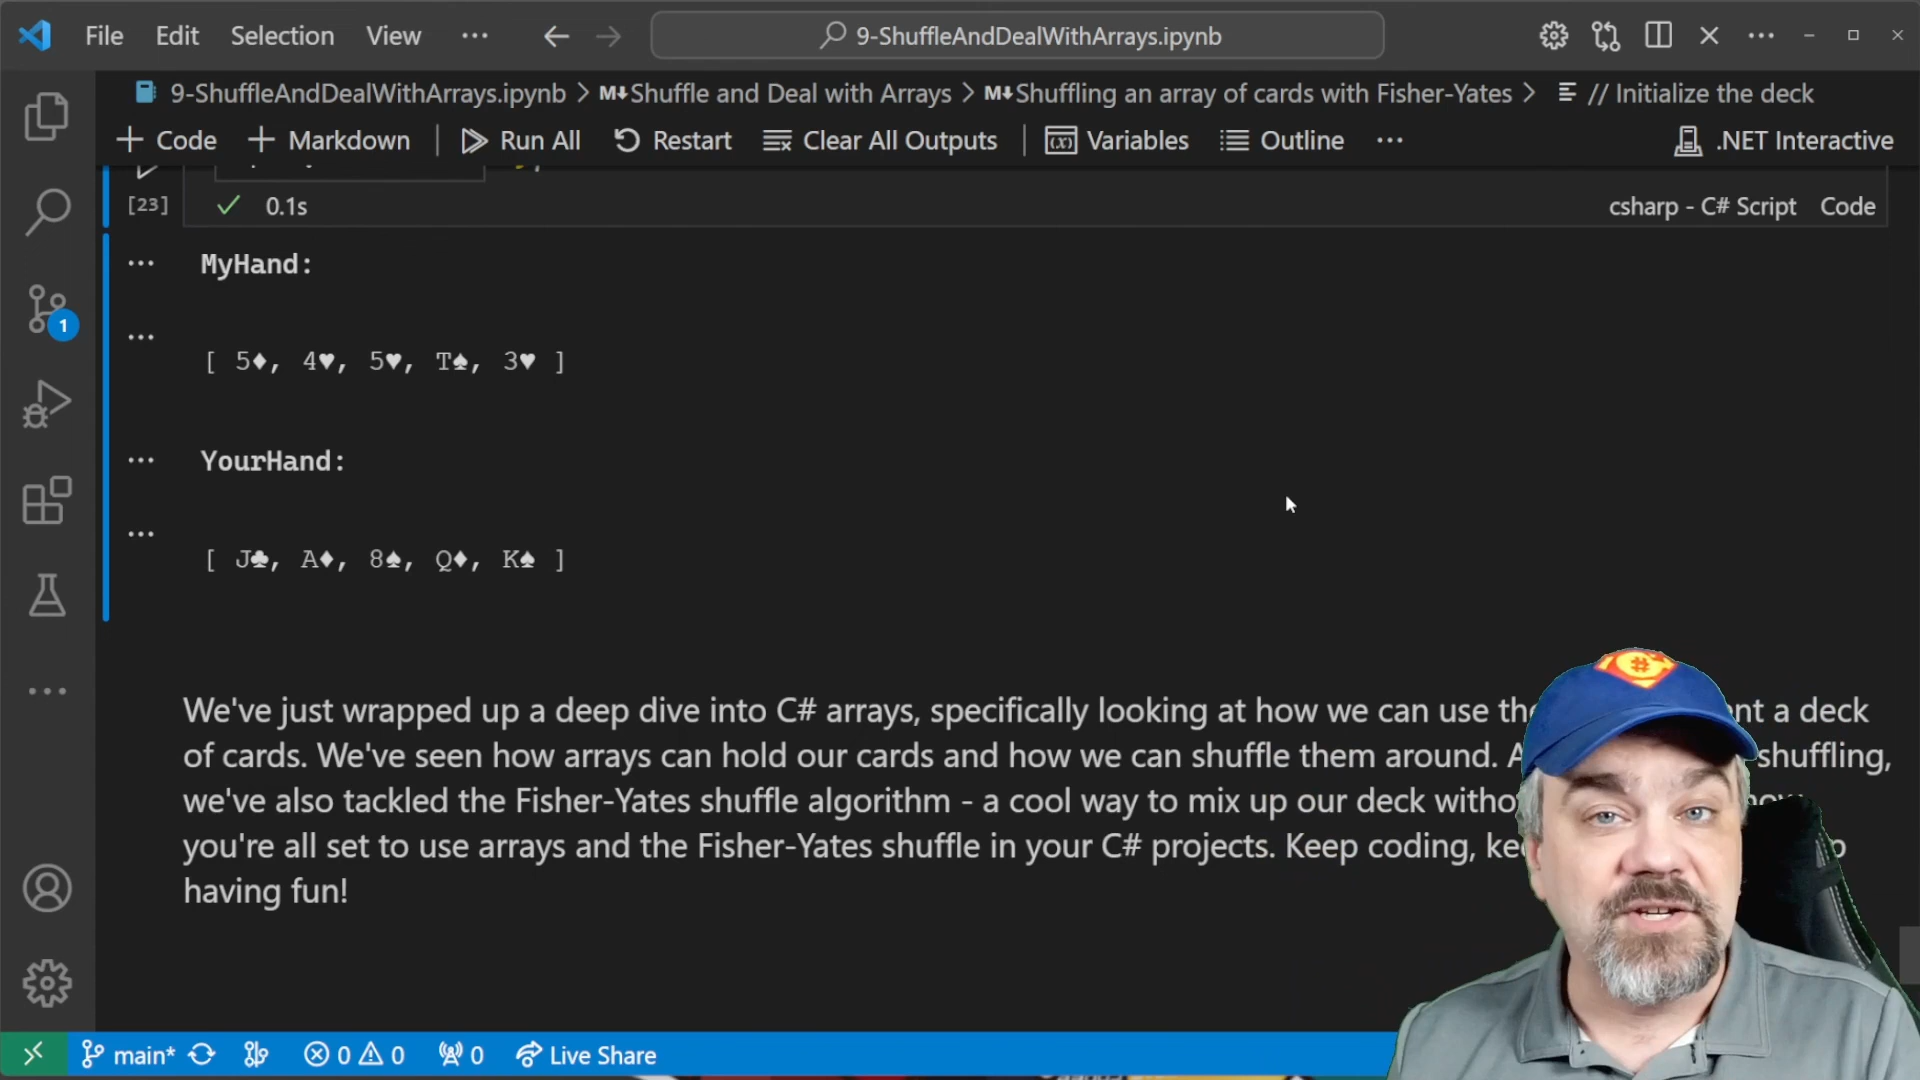 File Edit Selection View ··· 9-ShuffleAndDealWithArrays.ipynb
9-ShuffleAndDealWithArrays.ipynb > M↓Shuffle and Deal with Arrays > M↓Shuffling an array of cards with Fisher-Yates > // Initialize the deck
+ Code + Markdown | Run All Restart Clear All Outputs | (x) Variables Outline ··· .NET Interactive
[23] ✓ 0.1s csharp - C# Script Code
··· MyHand:
···
[ 5♦, 4♥, 5♥, T♠, 3♥ ]
··· YourHand:
···
[ J♣, A♦, 8♠, Q♦, K♠ ]
We've just wrapped up a deep dive into C# arrays, specifically looking at how we can use a deck
of cards. We've seen how arrays can hold our cards and how we can shuffle them around. shuffling,
we've also tackled the Fisher-Yates shuffle algorithm - a cool way to mix up our deck
you're all set to use arrays and the Fisher-Yates shuffle in your C# projects. Keep coding,
having fun!
1
#
main* 0 0 0 Live Share